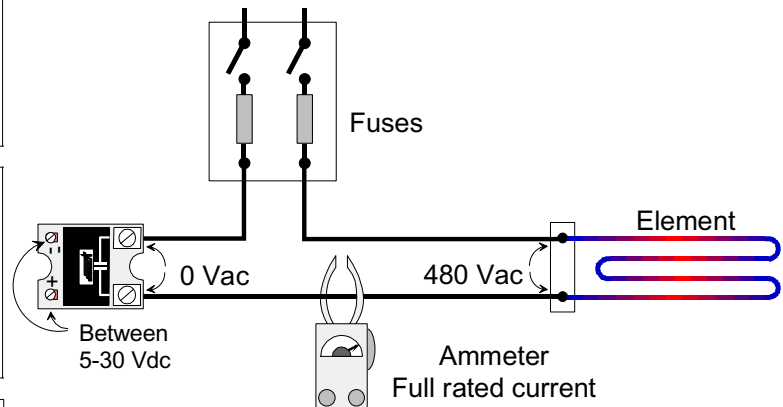 Fuses
Element
0 Vac
480 Vac
Between
5-30 Vdc
Ammeter
Full rated current